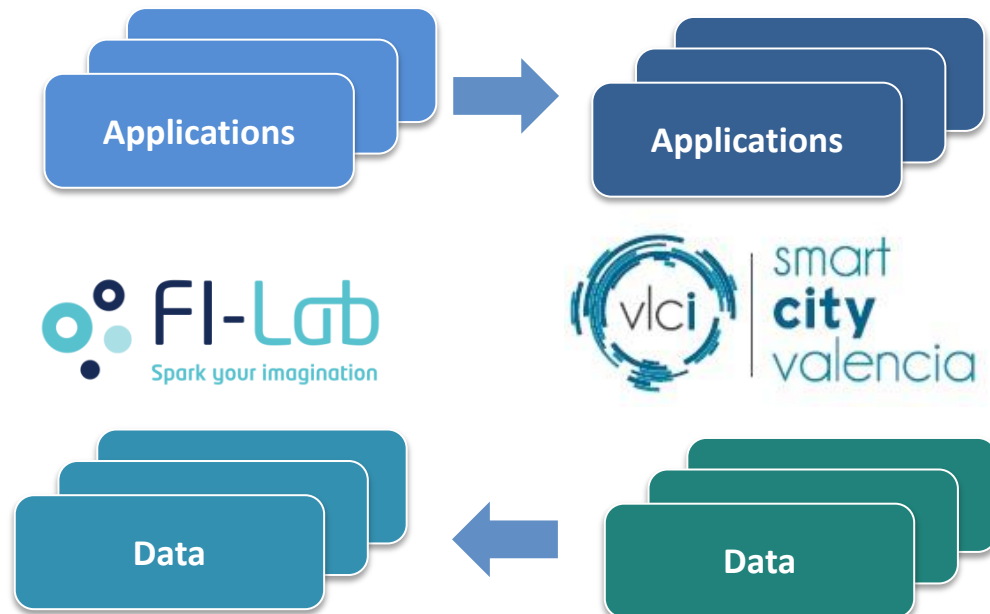 Applications
Applications
FI-Lab
Spark your imagination
vlci
smart
city
valencia
Data
Data